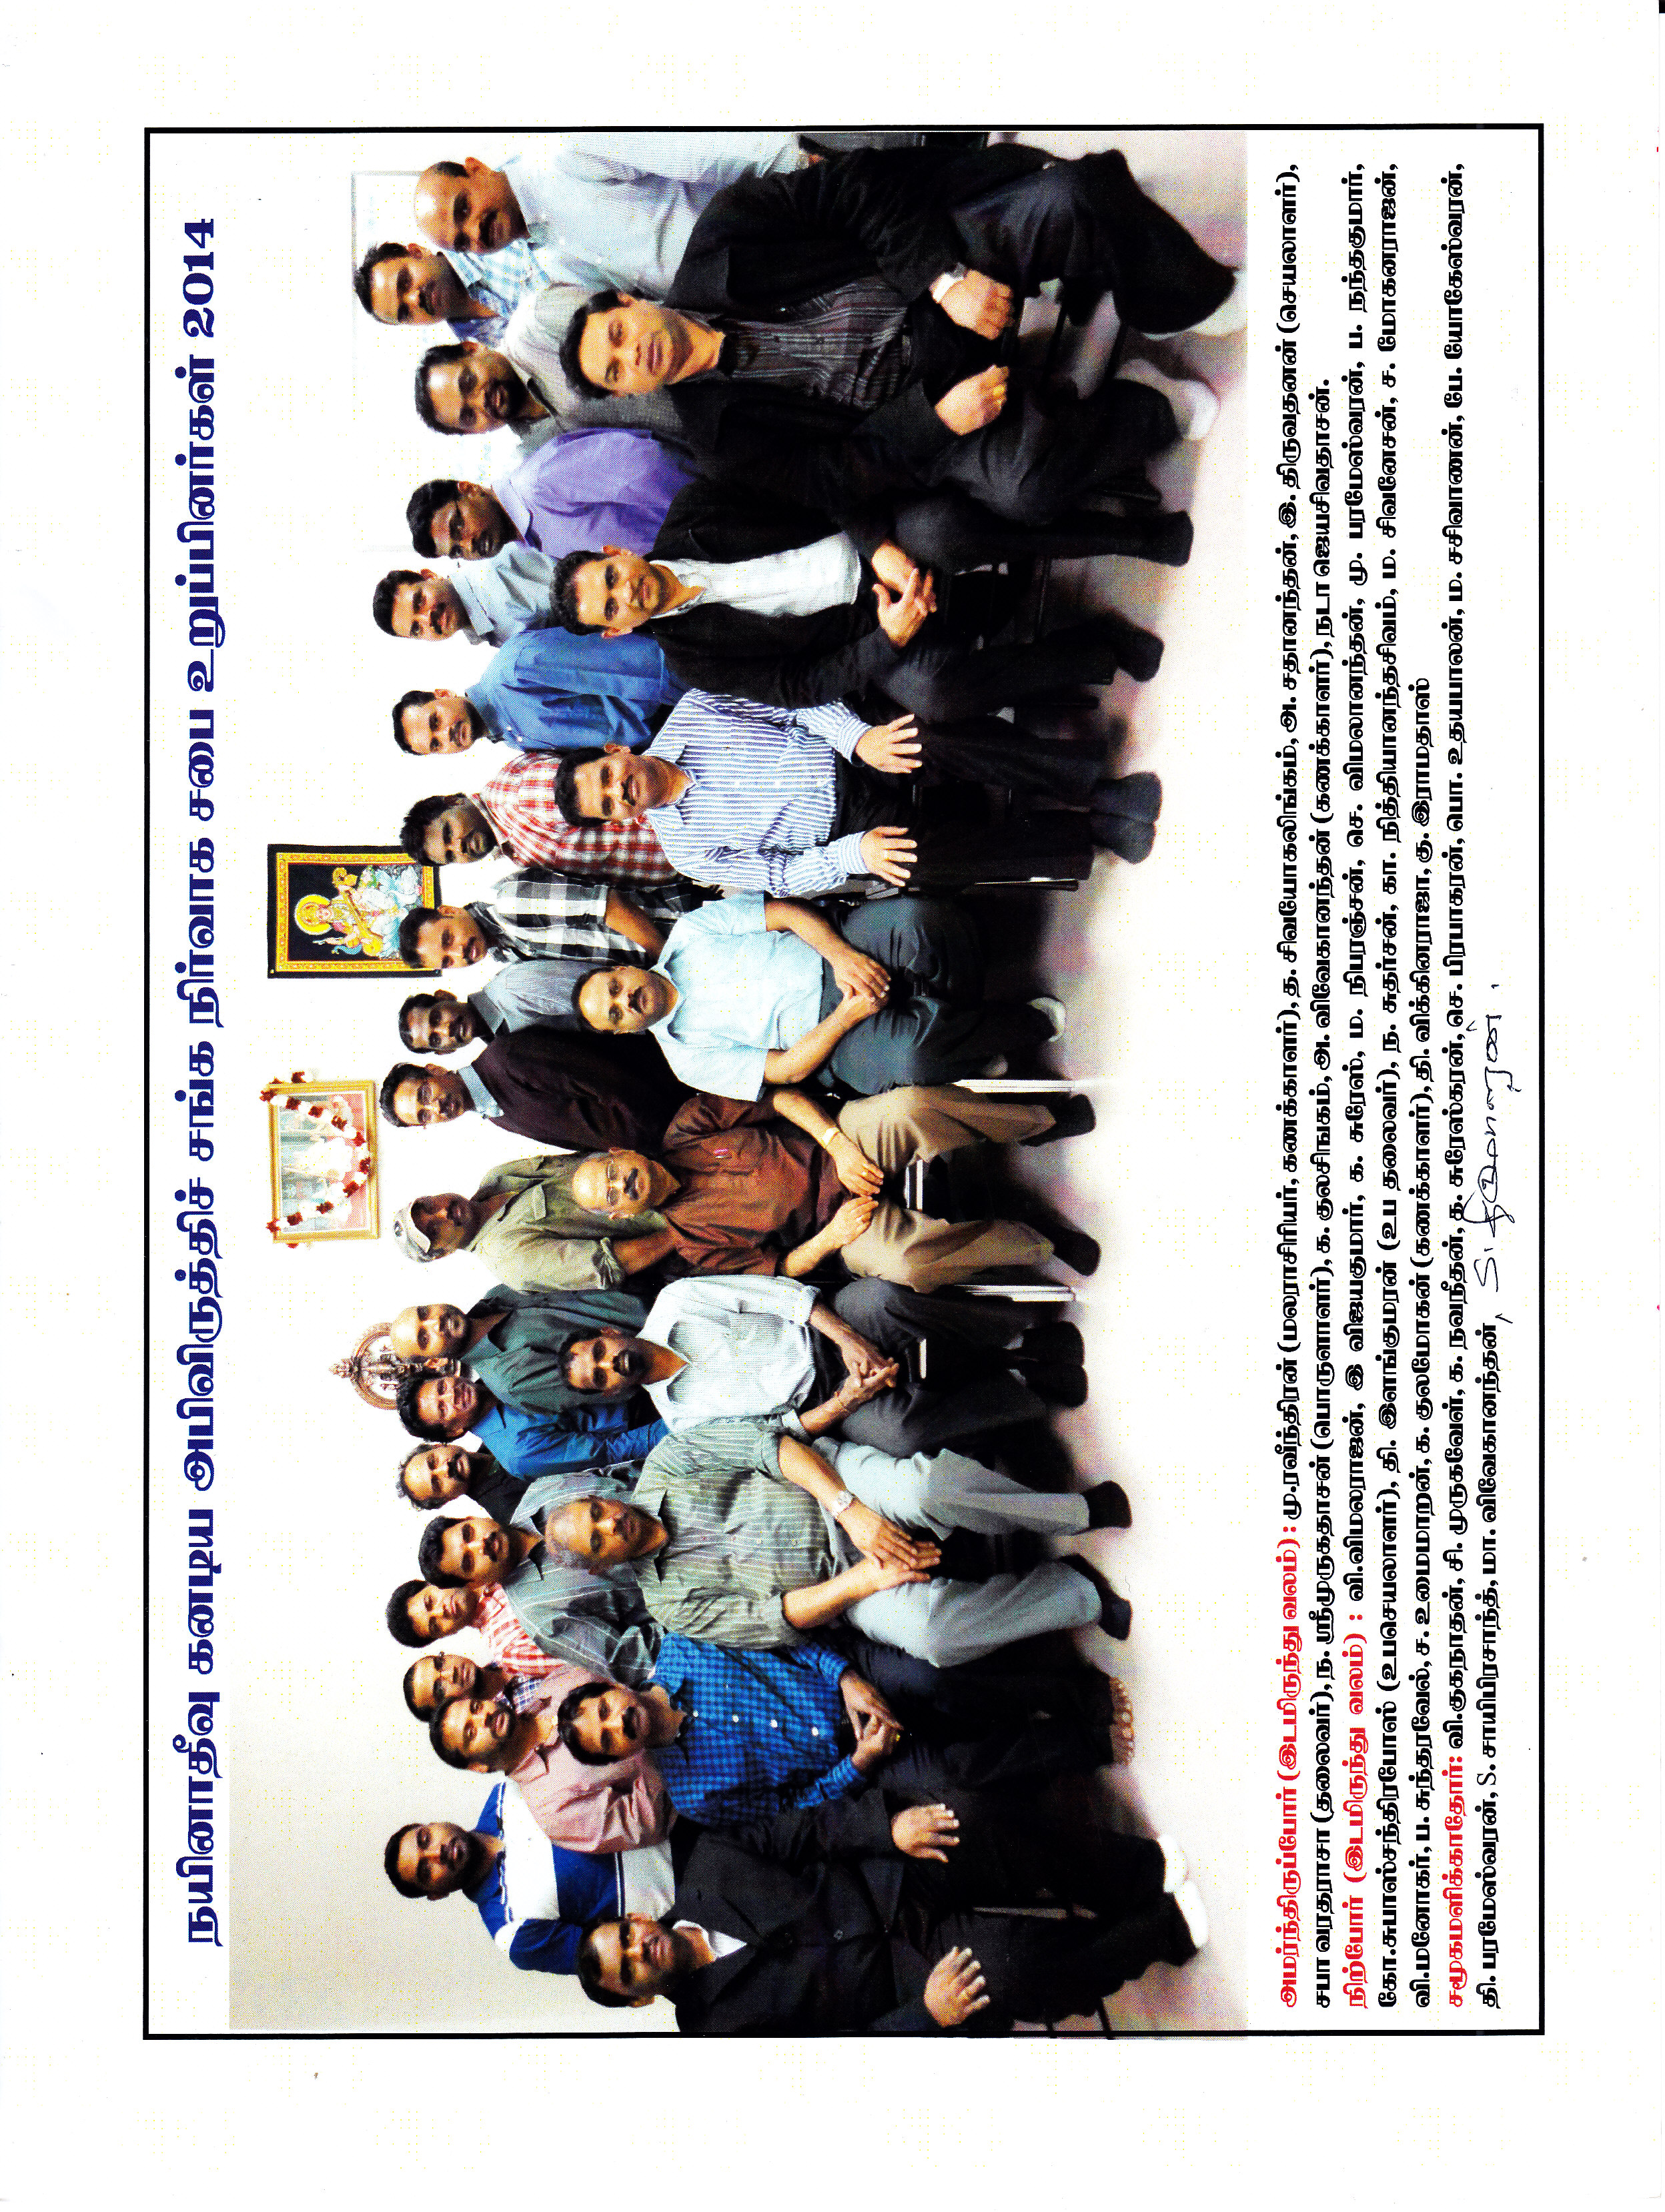 நயினாதீவு கனடிய அபிவிருத்திச் சங்க நிர்வாக சபை உறுப்பினர்கள் 2014
அமர்ந்திருப்போர் (இடமிருந்து வலம்) : மு.ரவீந்திரன் (மலராசிரியர், கணக்காளர்), த. சிவயோகலிங்கம், அ. சதானந்தன், இ. திருவதனன் (செயலாளர்),
சபா வரதராசா (தலைவர்), ந. ஸ்ரீமுருகதாசன் (பொருளாளர்), க. குலசிங்கம், அ. விவேகானந்தன் (கணக்காளர்), நடா ஜெயசிவதாசன்.
நிற்போர் (இடமிருந்து வலம்) : வி.விமலராஜன், இ விஜயகுமார், க. சுரேஸ், ம. நிபரஞ்சன், செ. விமலானந்தன், மு. பரமேஸ்வரன், ப. நந்தகுமார்,
கோ.சுபாஸ்சந்திரபோஸ் (உபசெயலாளர்), தி. இளங்குமரன் (உப தலைவர்), ந. சுதர்சன், கா. நித்தியானந்தசிவம், ம. சிவனேசன், ச. மோகனராஜன்,
வி.மனோகர், ப. சுந்தரவேல், ச. உமைமாறன், க. குலமோகன் (கணக்காளர்), தி. விக்கினராஜா, கு. இராமதாஸ்
சமூகமளிக்காதோர்: வி.குகநாதன், சி. முருகவேள், க. நவநீதன், த. சுரேஸ்கரன், செ. பிரபாகரன், பொ. உதயபாலன், ம. சசிவாணன், பே. யோகேஸ்வரன்,
தி. பரமேஸ்வரன், S. சாயிபிரசாந்த், மா. விவேகானந்தன், S.